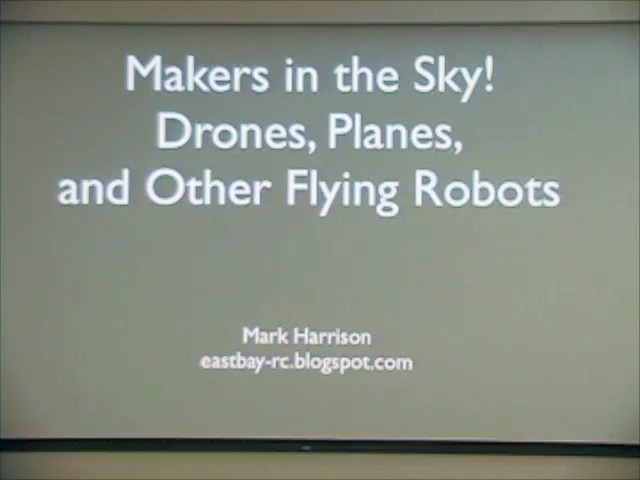 Makers in the Sky!
Drones, Planes,
and Other Flying Robots
Mark Harrison
eastbay-rc.blogspot.com